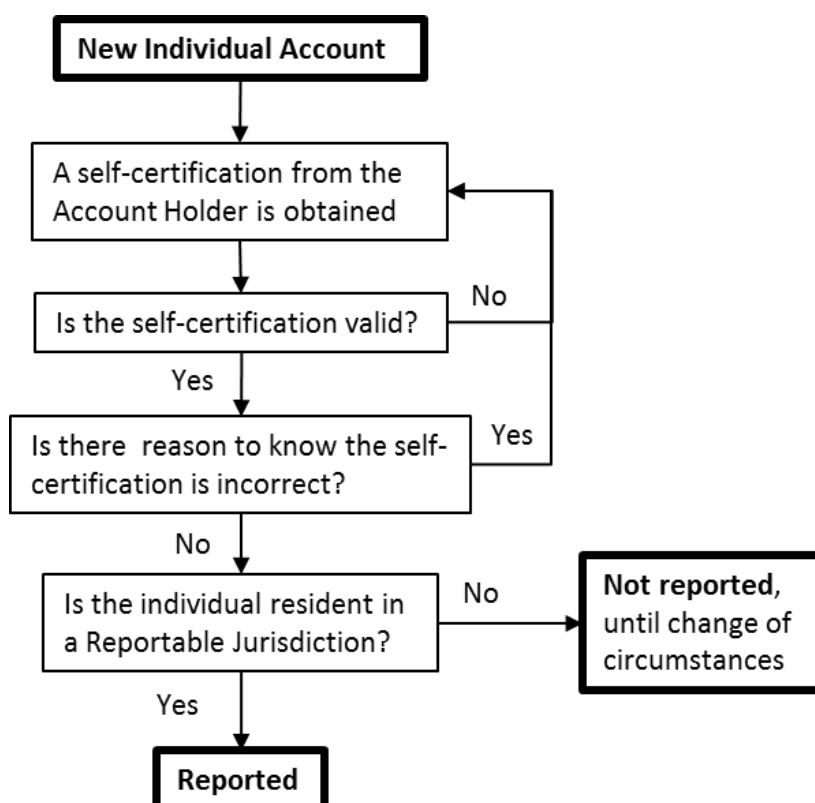 New Individual Account
A self-certification from the
Account Holder is obtained
Is the self-certification valid?
No
Yes
Is there reason to know the self-
certification is incorrect?
Yes
No
Is the individual resident in
a Reportable Jurisdiction?
No
Not reported,
until change of
circumstances
Yes
Reported